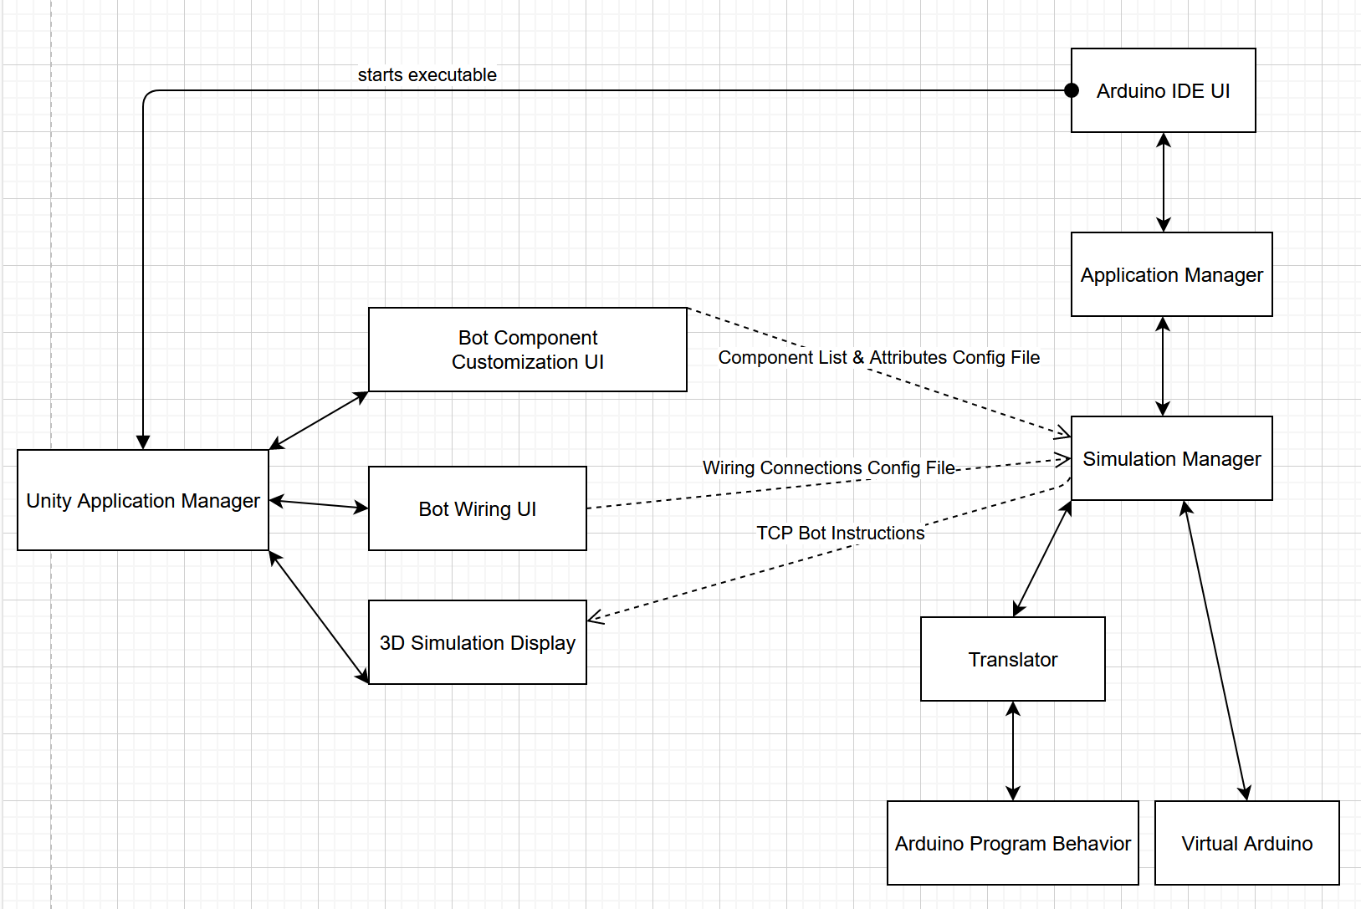 starts executable
Arduino IDE UI
Application Manager
Bot Component
Customization UI
Component List & Attributes Config File
Simulation Manager
Wiring Connections Config File
Unity Application Manager
Bot Wiring UI
TCP Bot Instructions
3D Simulation Display
Translator
Arduino Program Behavior
Virtual Arduino